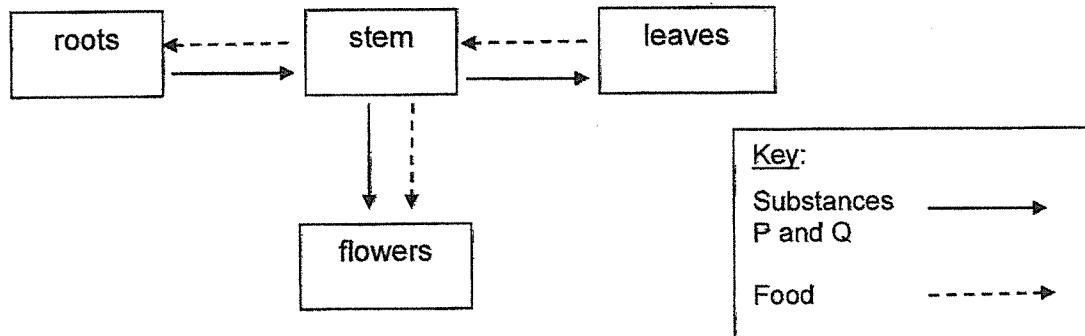 roots
stem
leaves
flowers
Key:
Substances
P and Q
Food